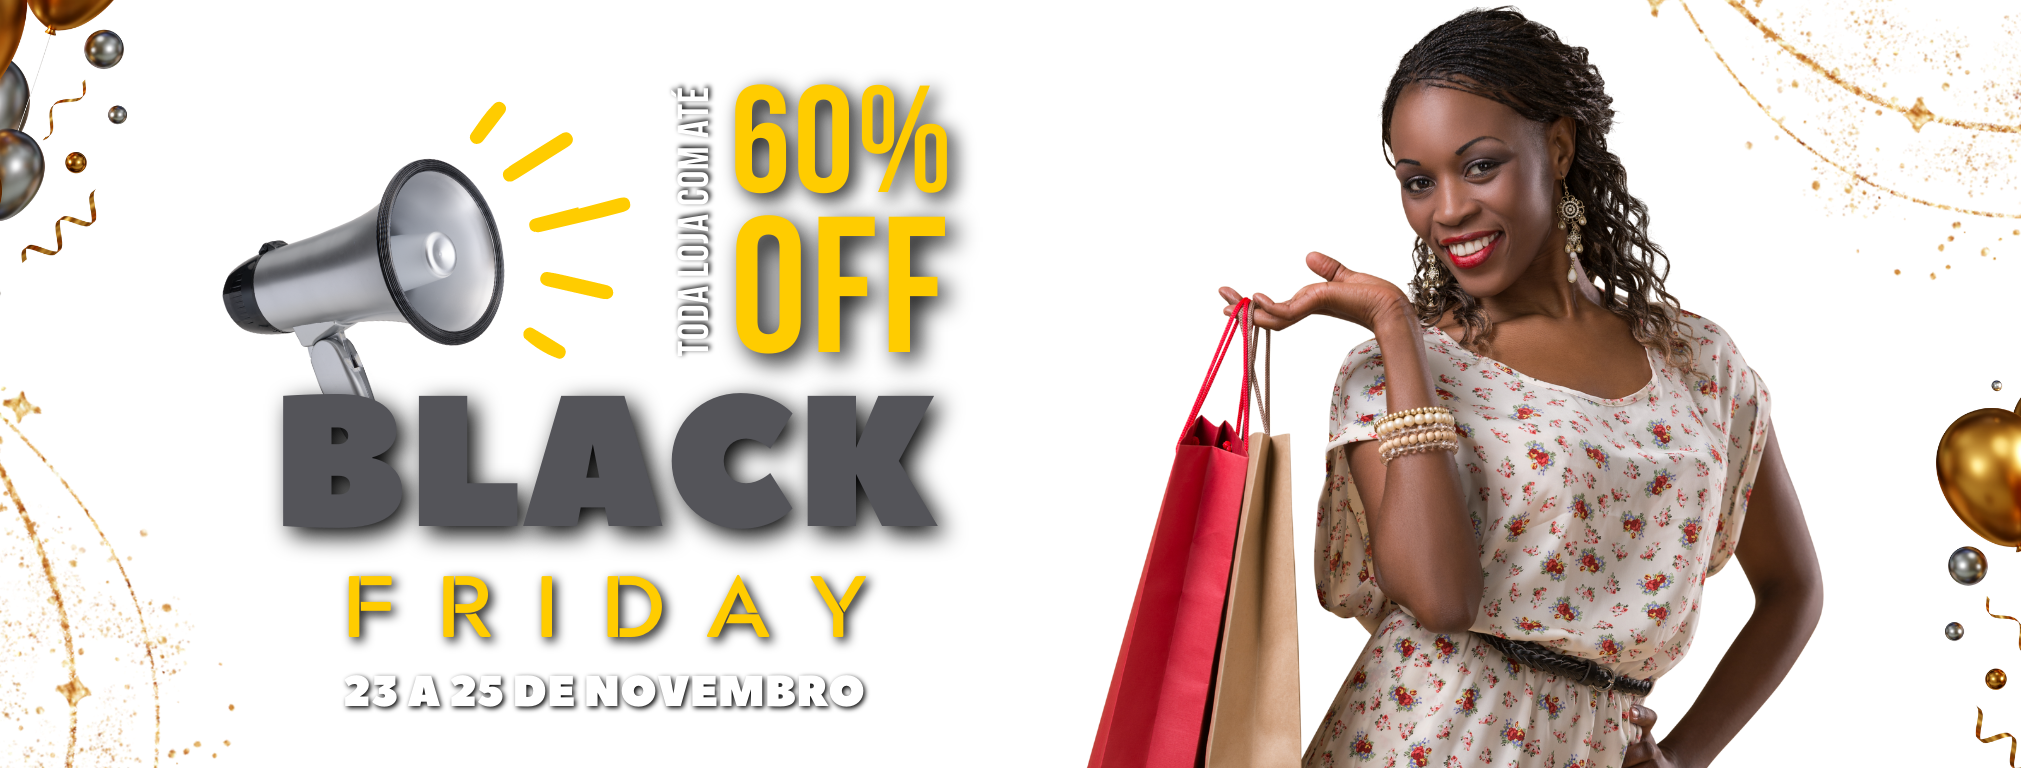 TODA LOJA COM ATÉ
60%
OFF
BLACK
FRIDAY
23 A 25 DE NOVEMBRO